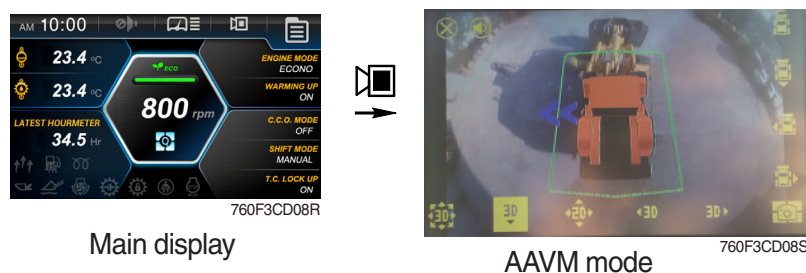 AM 10:00
23.4 °C
ECO
ENGINE MODE
ECONO
23.4 °C
WARMING UP
ON
800 rpm
LATEST HOURMETER
34.5 Hr
C.C.O. MODE
OFF
SHIFT MODE
MANUAL
T.C. LOCK UP
ON
760F3CD08R
Main display
3D
3D
2D
3D
3D
760F3CD08S
AAVM mode